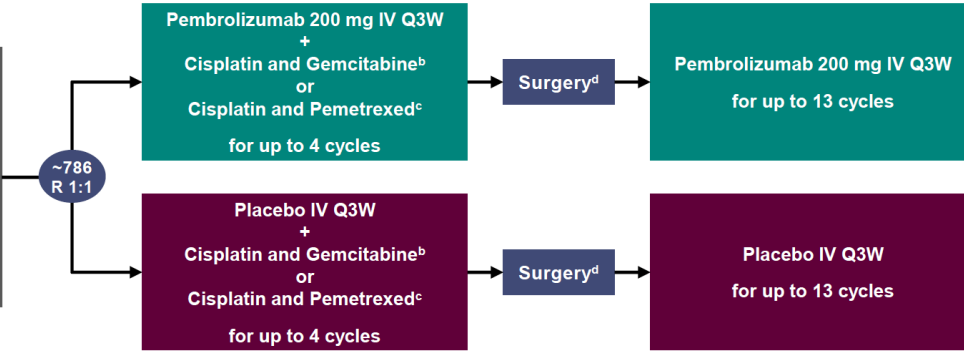 ~786
R 1:1
Pembrolizumab 200 mg IV Q3W
+
Cisplatin and Gemcitabineᵇ
or
Cisplatin and Pemetrexedᶜ
for up to 4 cycles
Surgeryᵈ
Pembrolizumab 200 mg IV Q3W
for up to 13 cycles
Placebo IV Q3W
+
Cisplatin and Gemcitabineᵇ
or
Cisplatin and Pemetrexedᶜ
for up to 4 cycles
Surgeryᵈ
Placebo IV Q3W
for up to 13 cycles